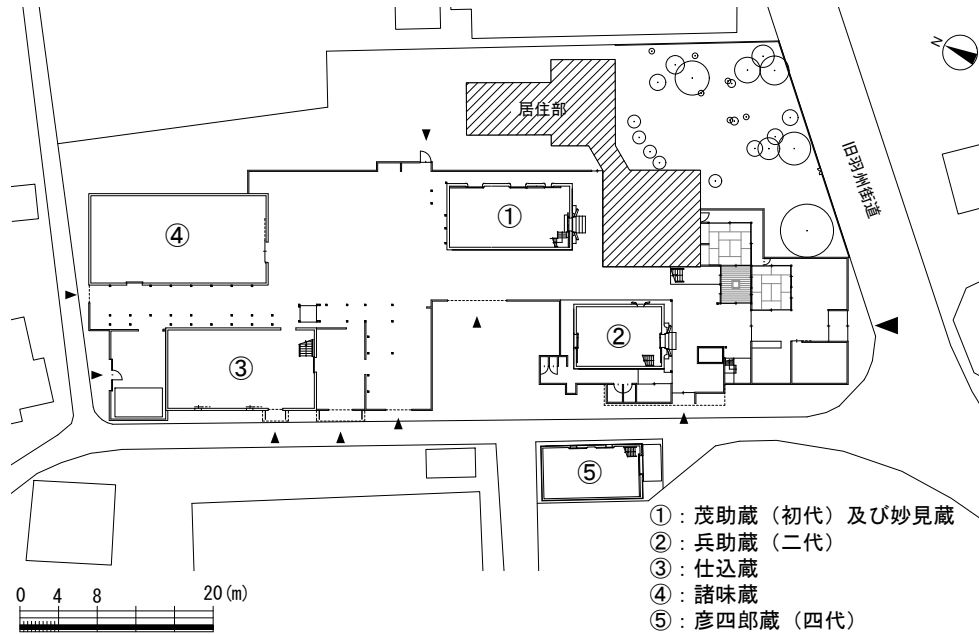 N
居住部
旧羽州街道
①
④
②
③
⑤
①：茂助蔵（初代）及び妙見蔵
②：兵助蔵（二代）
③：仕込蔵
④：諸味蔵
⑤：彦四郎蔵（四代）
0 4 8 20(m)